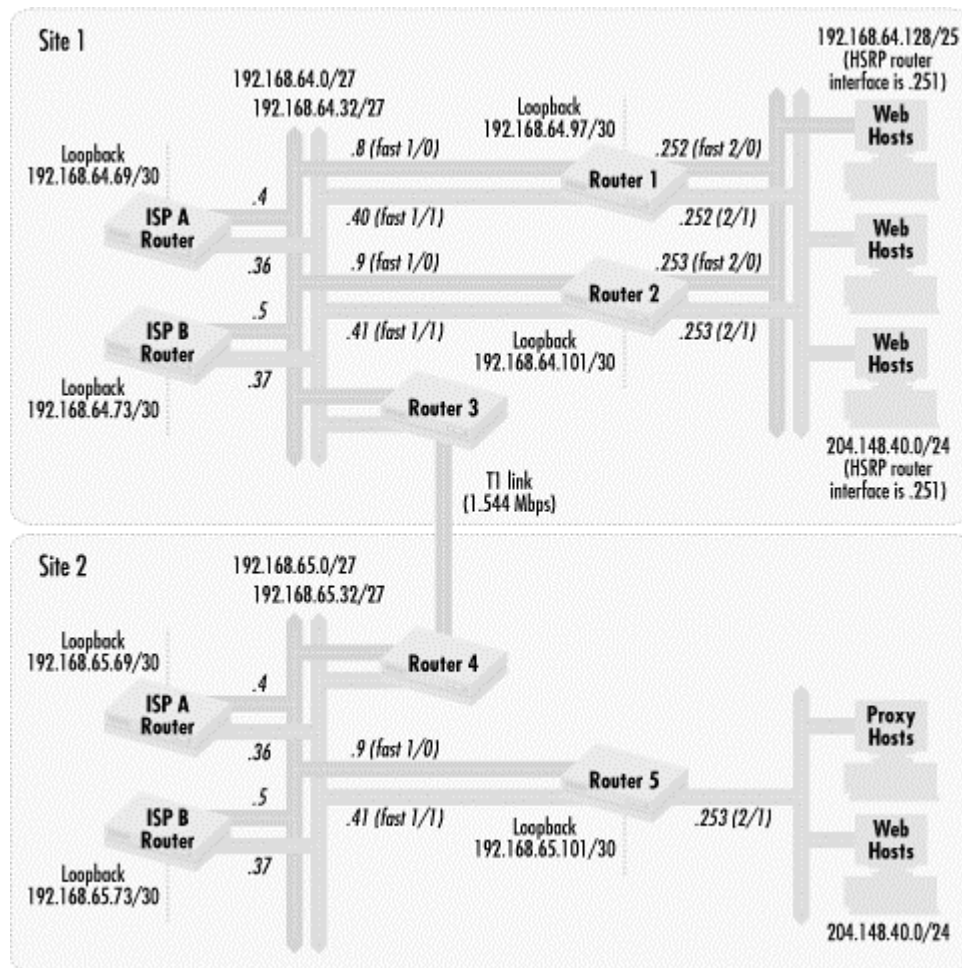 Site 1
192.168.64.0/27
192.168.64.32/27
192.168.64.128/25
(HSRP router
interface is .251)
Loopback
192.168.64.69/30
ISP A
Router
.4
.36
Loopback
192.168.64.97/30
.8 (fast 1/0)
Router 1
.252 (fast 2/0)
.40 (fast 1/1)
.252 (2/1)
Web
Hosts
.9 (fast 1/0)
Router 2
.253 (fast 2/0)
.41 (fast 1/1)
.253 (2/1)
Loopback
192.168.64.101/30
Web
Hosts
ISP B
Router
.5
.37
Loopback
192.168.64.73/30
Router 3
Web
Hosts
204.148.40.0/24
(HSRP router
interface is .251)
T1 link
(1.544 Mbps)
Site 2
192.168.65.0/27
192.168.65.32/27
Loopback
192.168.65.69/30
Router 4
ISP A
Router
.4
.36
.9 (fast 1/0)
Router 5
.41 (fast 1/1)
.253 (2/1)
Loopback
192.168.65.101/30
Proxy
Hosts
ISP B
Router
.5
.37
Loopback
192.168.65.73/30
Web
Hosts
204.148.40.0/24